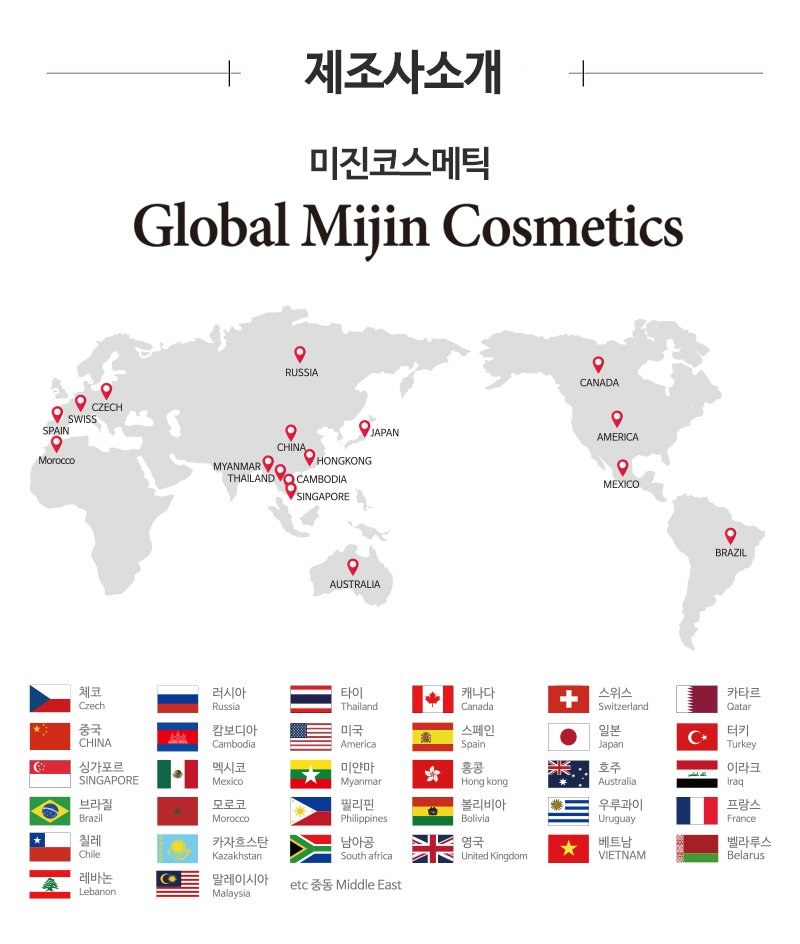 제조사소개
미진코스메틱
Global Mijin Cosmetics
RUSSIA
CANADA
CZECH
SWISS
SPAIN
Morocco
AMERICA
JAPAN
CHINA
HONGKONG
MYANMAR
THAILAND
CAMBODIA
SINGAPORE
MEXICO
BRAZIL
AUSTRALIA
체코
Czech
러시아
Russia
타이
Thailand
캐나다
Canada
스위스
Switzerland
카타르
Qatar
중국
CHINA
캄보디아
Cambodia
미국
America
스페인
Spain
일본
Japan
터키
Turkey
싱가포르
SINGAPORE
멕시코
Mexico
미얀마
Myanmar
홍콩
Hong kong
호주
Australia
이라크
Iraq
브라질
Brazil
모로코
Morocco
필리핀
Philippines
볼리비아
Bolivia
우루과이
Uruguay
프랑스
France
칠레
Chile
카자흐스탄
Kazakhstan
남아공
South africa
영국
United Kingdom
베트남
VIETNAM
벨라루스
Belarus
레바논
Lebanon
말레이시아
Malaysia
etc 중동 Middle East